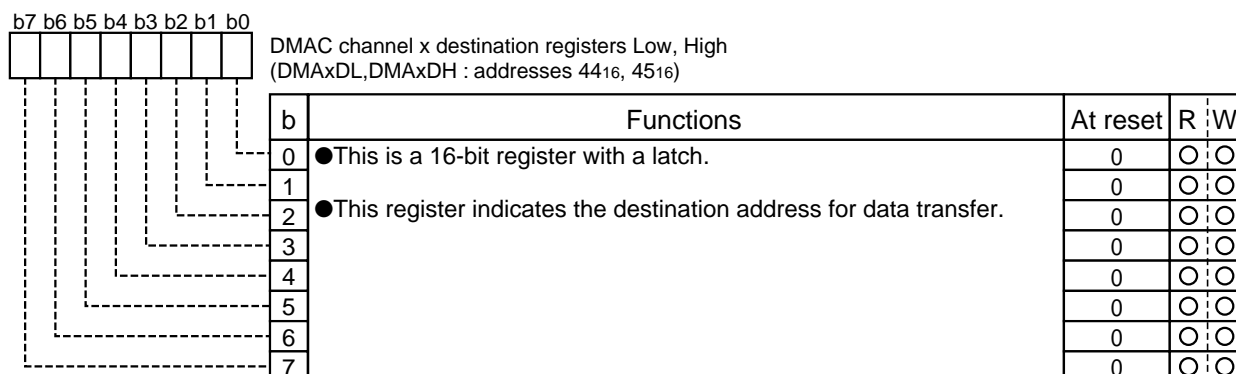 b7 b6 b5 b4 b3 b2 b1 b0
DMAC channel x destination registers Low, High
(DMAxDL,DMAxDH : addresses 4416, 4516)
b Functions At reset R W
0 ●This is a 16-bit register with a latch. 0 O O
1 0 O O
2 ●This register indicates the destination address for data transfer. 0 O O
3 0 O O
4 0 O O
5 0 O O
6 0 O O
7 0 O O